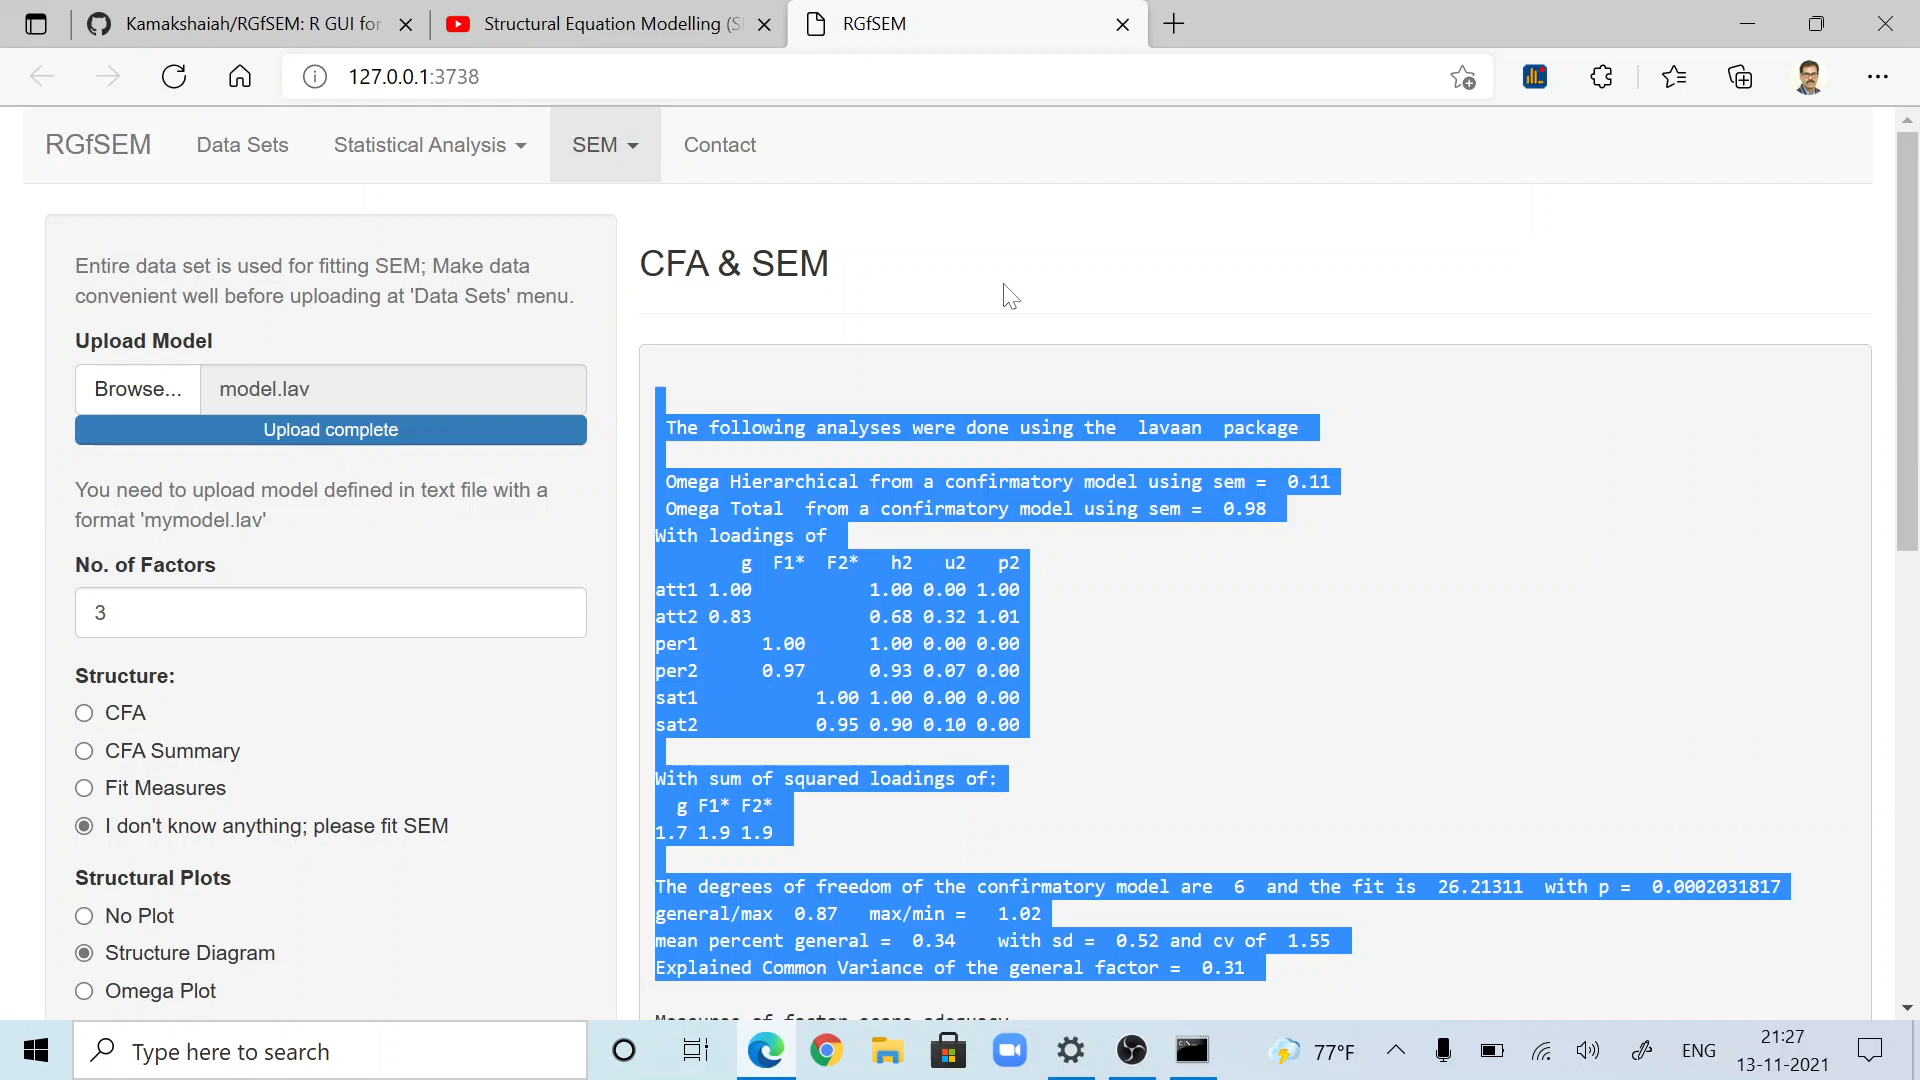 Kamakshaiah/RGfSEM: R GUI for
Structural Equation Modelling (S
RGfSEM
127.0.0.1:3738
RGfSEM
Data Sets
Statistical Analysis
SEM
Contact
Entire data set is used for fitting SEM; Make data
convenient well before uploading at 'Data Sets' menu.
Upload Model
Browse...
model.lav
Upload complete
You need to upload model defined in text file with a
format 'mymodel.lav'
No. of Factors
3
Structure:
CFA
CFA Summary
Fit Measures
I don't know anything; please fit SEM
Structural Plots
No Plot
Structure Diagram
Omega Plot
CFA & SEM
The following analyses were done using the lavaan package
Omega Hierarchical from a confirmatory model using sem = 0.11
Omega Total from a confirmatory model using sem = 0.98
With loadings of
g F1* F2* h2 u2 p2
att1 1.00 1.00 0.00 1.00
att2 0.83 0.68 0.32 1.01
per1 1.00 1.00 0.00 0.00
per2 0.97 0.93 0.07 0.00
sat1 1.00 1.00 0.00 0.00
sat2 0.95 0.90 0.10 0.00
With sum of squared loadings of:
g F1* F2*
1.7 1.9 1.9
The degrees of freedom of the confirmatory model are 6 and the fit is 26.21311 with p = 0.0002031817
general/max 0.87 max/min = 1.02
mean percent general = 0.34 with sd = 0.52 and cv of 1.55
Explained Common Variance of the general factor = 0.31
Type here to search
77°F
ENG
21:27
13-11-2021